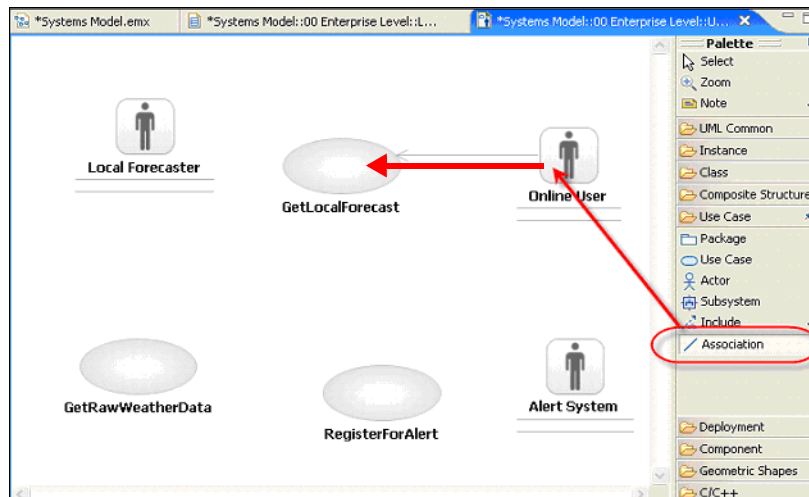 *Systems Model.emx
*Systems Model::00 Enterprise Level::L...
*Systems Model::00 Enterprise Level::U...
Palette
Select
Zoom
Note
UML Common
Instance
Class
Composite Structure
Use Case
Package
Use Case
Actor
Subsystem
Include
Association
Deployment
Component
Geometric Shapes
C/C++
Local Forecaster
GetLocalForecast
Online User
GetRawWeatherData
RegisterForAlert
Alert System